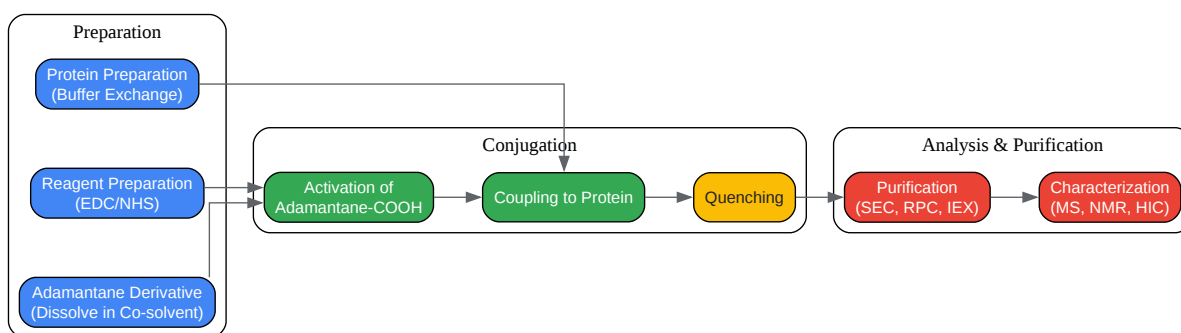 Preparation
Protein Preparation
(Buffer Exchange)
Reagent Preparation
(EDC/NHS)
Adamantane Derivative
(Dissolve in Co-solvent)
Conjugation
Activation of
Adamantane-COOH
Coupling to Protein
Quenching
Analysis & Purification
Purification
(SEC, RPC, IEX)
Characterization
(MS, NMR, HIC)